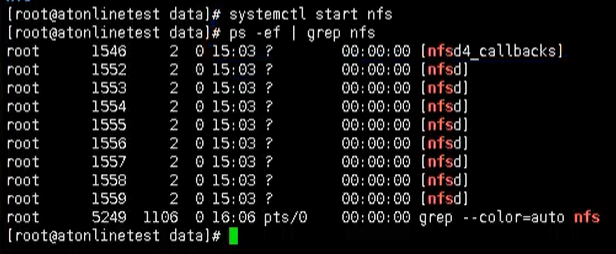 [root@atonlinetest data]# systemctl start nfs
[root@atonlinetest data]# ps -ef | grep nfs
root 1546 2 0 15:03 ? 00:00:00 [nfsd4_callbacks]
root 1552 2 0 15:03 ? 00:00:00 [nfsd]
root 1553 2 0 15:03 ? 00:00:00 [nfsd]
root 1554 2 0 15:03 ? 00:00:00 [nfsd]
root 1555 2 0 15:03 ? 00:00:00 [nfsd]
root 1556 2 0 15:03 ? 00:00:00 [nfsd]
root 1557 2 0 15:03 ? 00:00:00 [nfsd]
root 1558 2 0 15:03 ? 00:00:00 [nfsd]
root 1559 2 0 15:03 ? 00:00:00 [nfsd]
root 5249 1106 0 16:06 pts/0 00:00:00 grep --color=auto nfs
[root@atonlinetest data]#